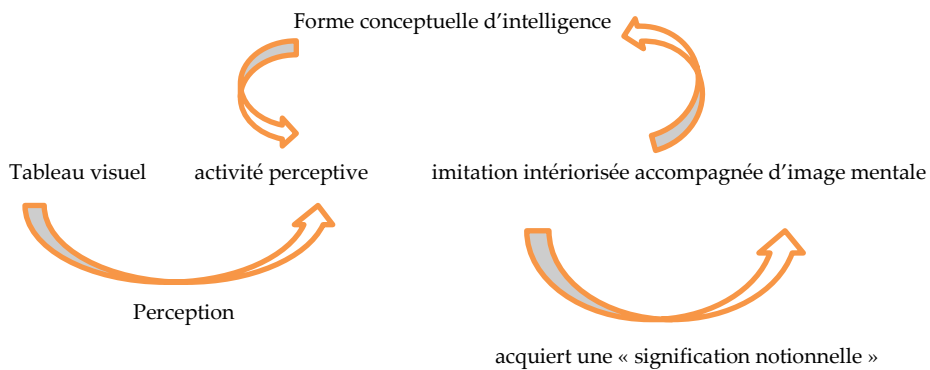 Forme conceptuelle d’intelligence
Tableau visuel activité perceptive imitation intériorisée accompagnée d’image mentale
Perception
acquiert une « signification notionnelle »